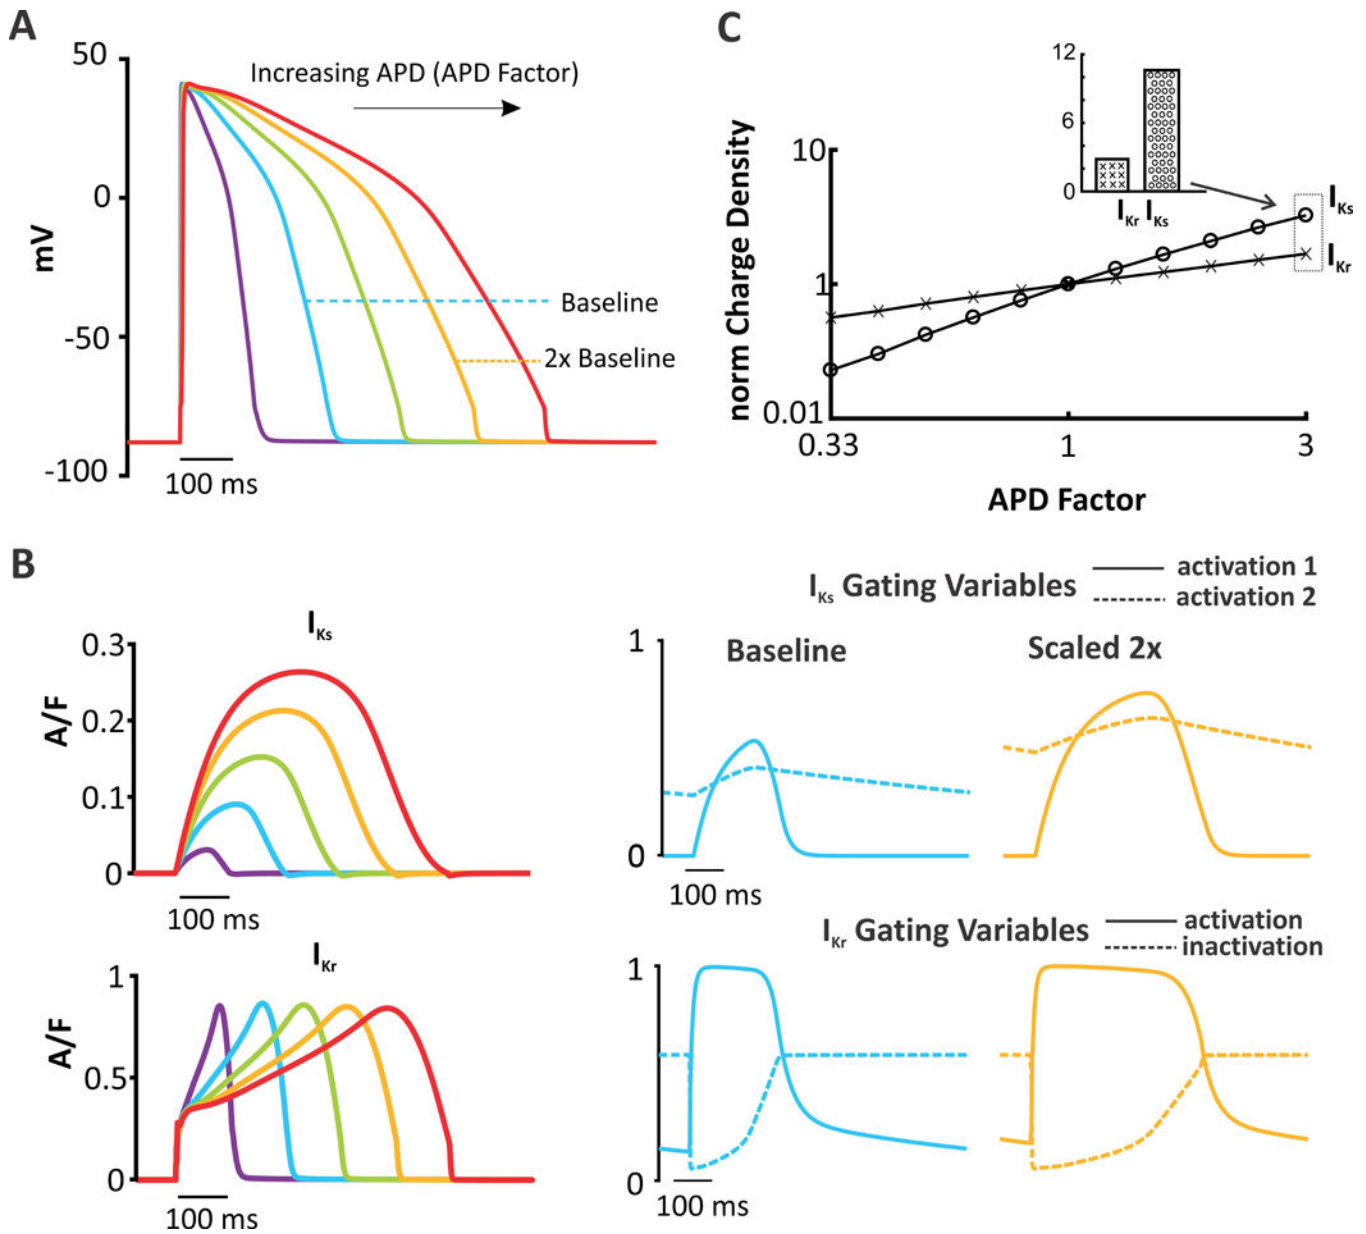 A
50
0
-50
-100
mV
Increasing APD (APD Factor)
Baseline
2x Baseline
100 ms
C
norm Charge Density
10
1
0.01
0.33
1
3
APD Factor
12
6
0
IKr IKs
IKs
IKr
B
IKs
A/F
0.3
0.2
0.1
0
100 ms
IKr
A/F
1
0.5
0
100 ms
IKs Gating Variables
activation 1
activation 2
Baseline
Scaled 2x
1
0
100 ms
IKr Gating Variables
activation
inactivation
1
0
100 ms